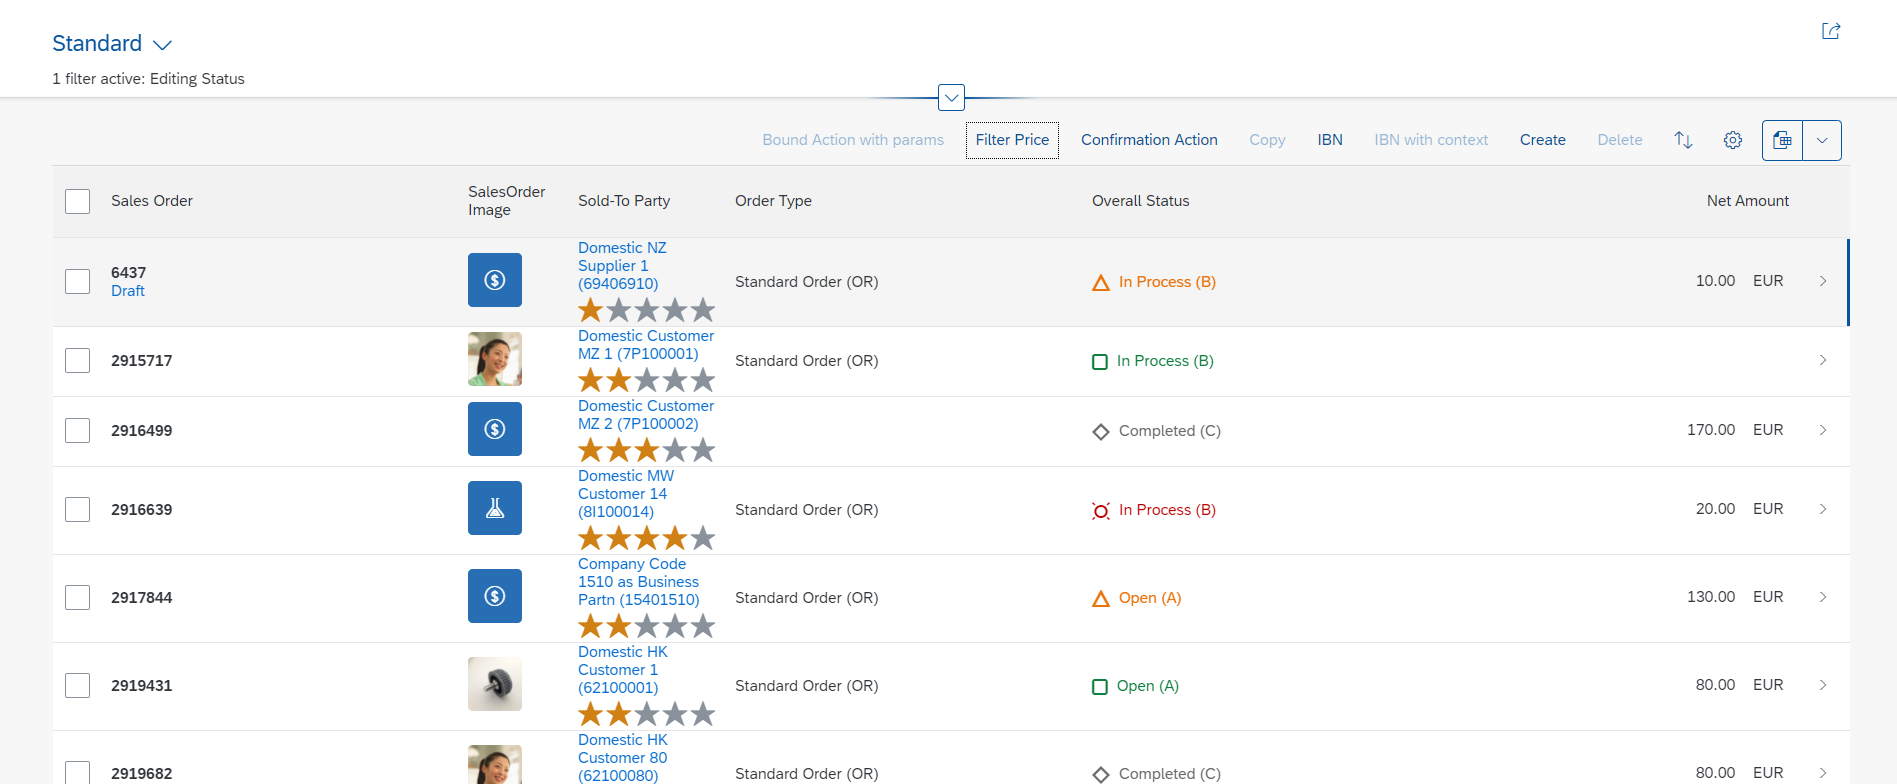 Standard
1 filter active: Editing Status
Bound Action with params Filter Price Confirmation Action Copy IBN IBN with context Create Delete
Sales Order SalesOrder Image Sold-To Party Order Type Overall Status Net Amount
6437
Draft
Domestic NZ
Supplier 1
(69406910)
Standard Order (OR) In Process (B) 10.00 EUR
2915717
Domestic Customer
MZ 1 (7P100001)
Standard Order (OR) In Process (B)
2916499
Domestic Customer
MZ 2 (7P100002)
Completed (C) 170.00 EUR
2916639
Domestic MW
Customer 14
(8I100014)
Standard Order (OR) In Process (B) 20.00 EUR
2917844
Company Code
1510 as Business
Partn (15401510)
Standard Order (OR) Open (A) 130.00 EUR
2919431
Domestic HK
Customer 1
(62100001)
Standard Order (OR) Open (A) 80.00 EUR
2919682
Domestic HK
Customer 80
(62100080)
Standard Order (OR) Completed (C) 80.00 EUR